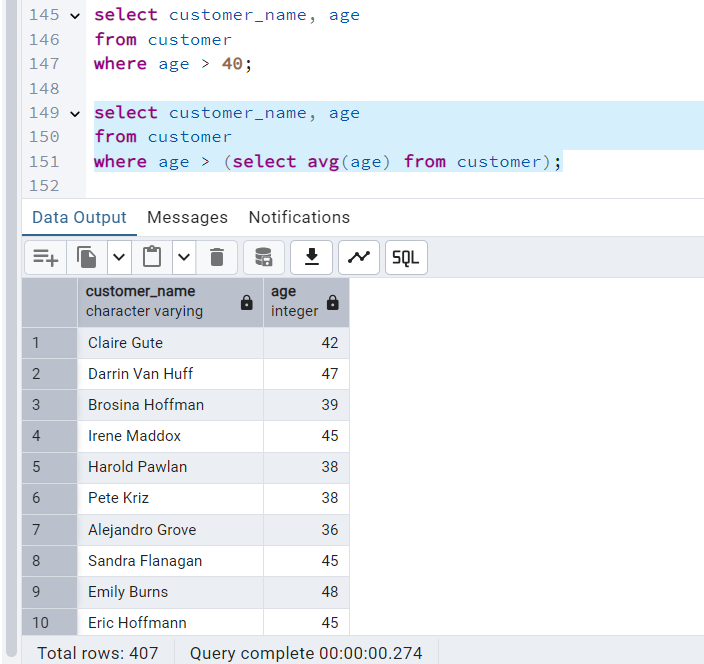 145 select customer_name, age
146 from customer
147 where age > 40;
148
149 select customer_name, age
150 from customer
151 where age > (select avg(age) from customer);
152
Data Output Messages Notifications
SQL
customer_name age
character varying integer
1 Claire Gute 42
2 Darrin Van Huff 47
3 Brosina Hoffman 39
4 Irene Maddox 45
5 Harold Pawlan 38
6 Pete Kriz 38
7 Alejandro Grove 36
8 Sandra Flanagan 45
9 Emily Burns 48
10 Eric Hoffmann 45
Total rows: 407 Query complete 00:00:00.274